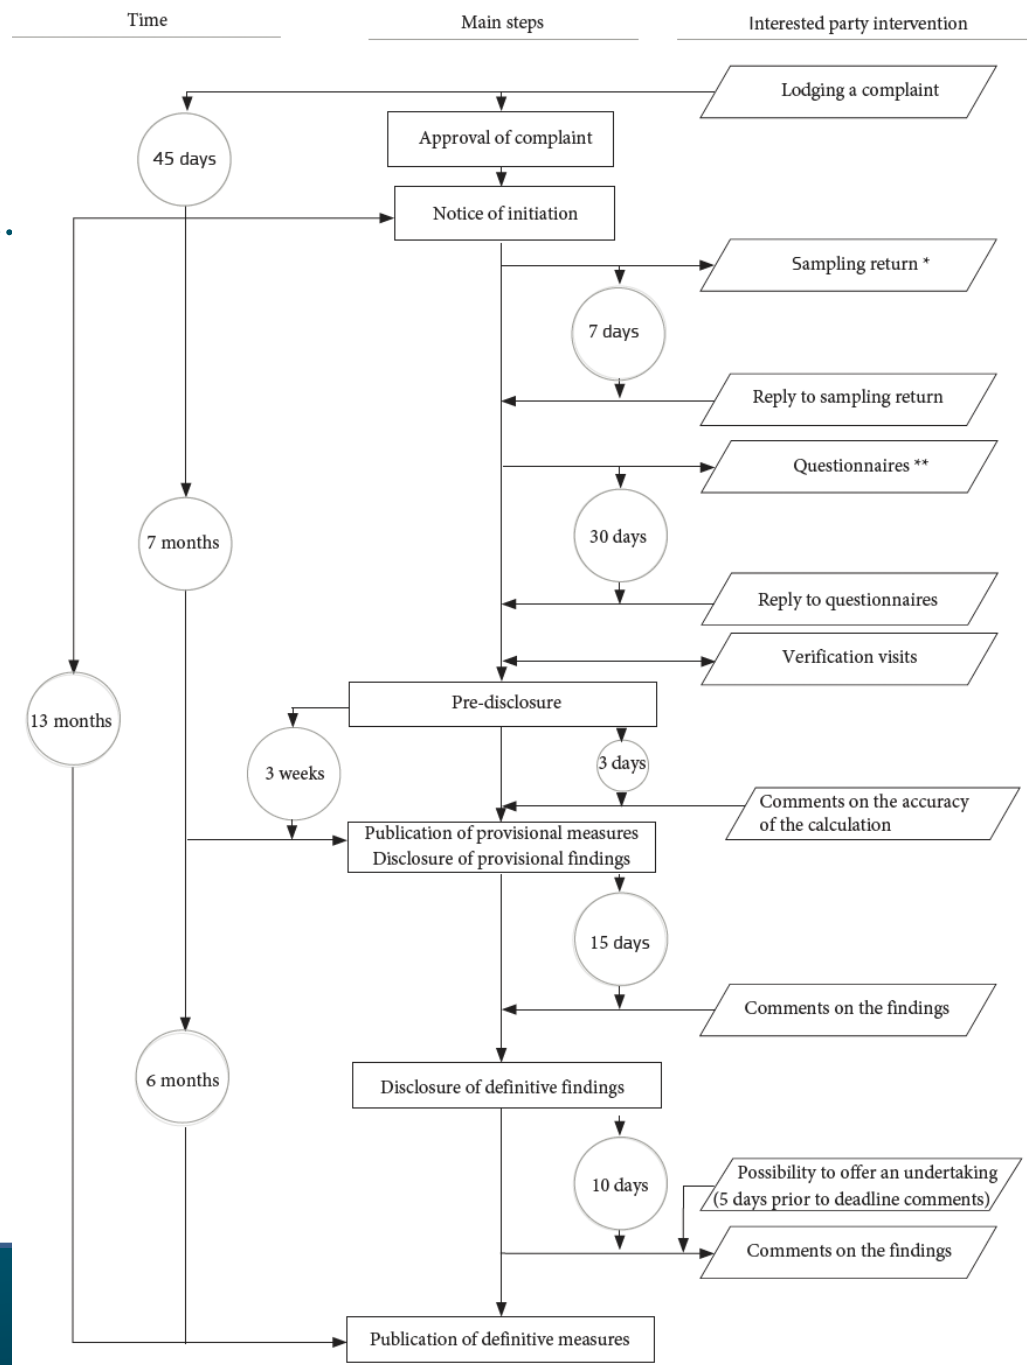 Time
Main steps
Interested party intervention
Lodging a complaint
Approval of complaint
45 days
Notice of initiation
Sampling return *
7 days
Reply to sampling return
Questionnaires **
30 days
7 months
Reply to questionnaires
Verification visits
Pre-disclosure
13 months
3 weeks
3 days
Comments on the accuracy
of the calculation
Publication of provisional measures
Disclosure of provisional findings
15 days
Comments on the findings
6 months
Disclosure of definitive findings
10 days
Possibility to offer an undertaking
(5 days prior to deadline comments)
Comments on the findings
Publication of definitive measures